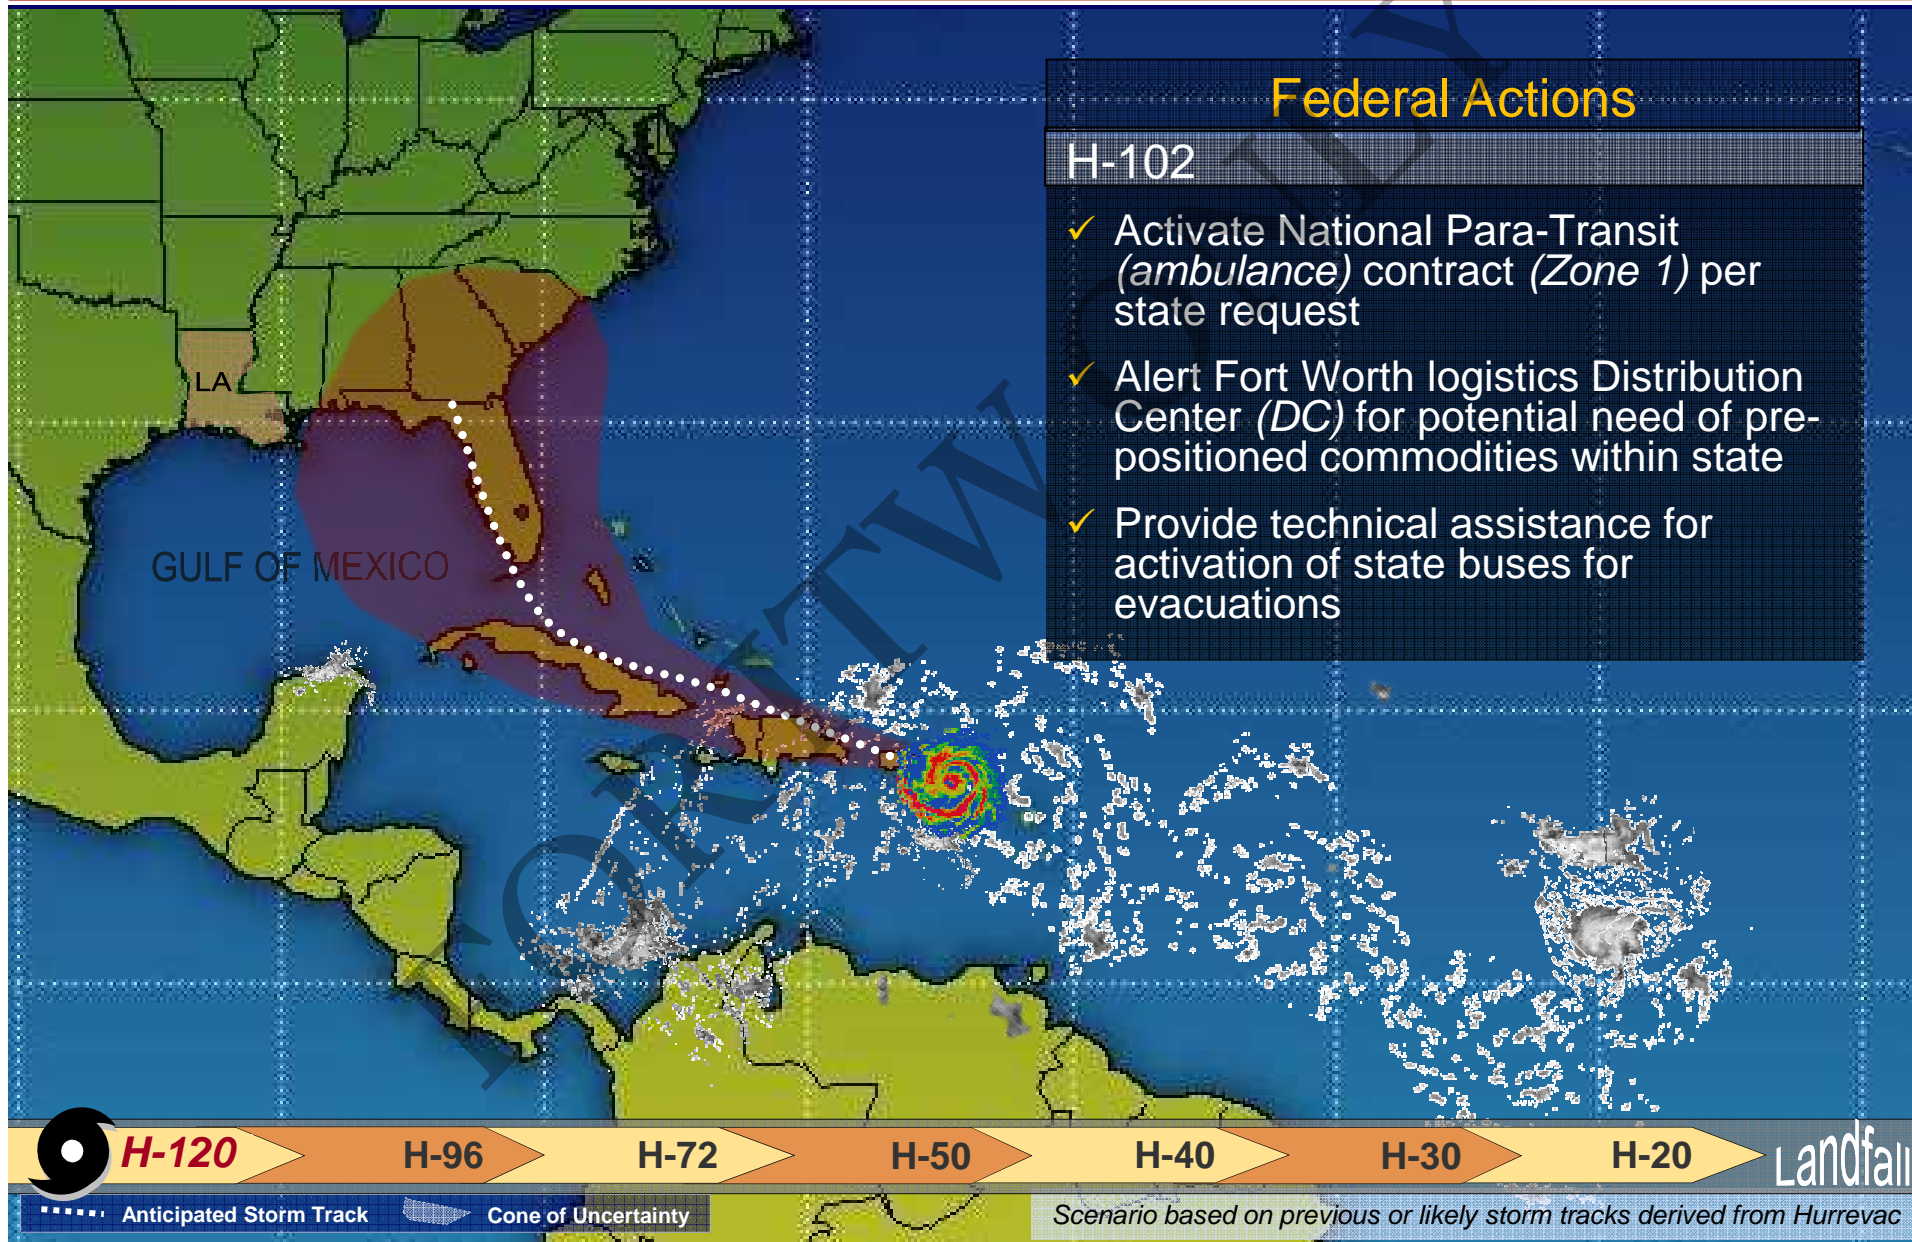 Federal Actions
H-102
✓ Activate National Para-Transit
(ambulance) contract (Zone 1) per
state request
✓ Alert Fort Worth logistics Distribution
Center (DC) for potential need of pre-
positioned commodities within state
✓ Provide technical assistance for
activation of state buses for
evacuations
LA
GULF OF MEXICO
FORTW ONLY
H-120
H-96
H-72
H-50
H-40
H-30
H-20
Landfall
Anticipated Storm Track
Cone of Uncertainty
Scenario based on previous or likely storm tracks derived from Hurrevac